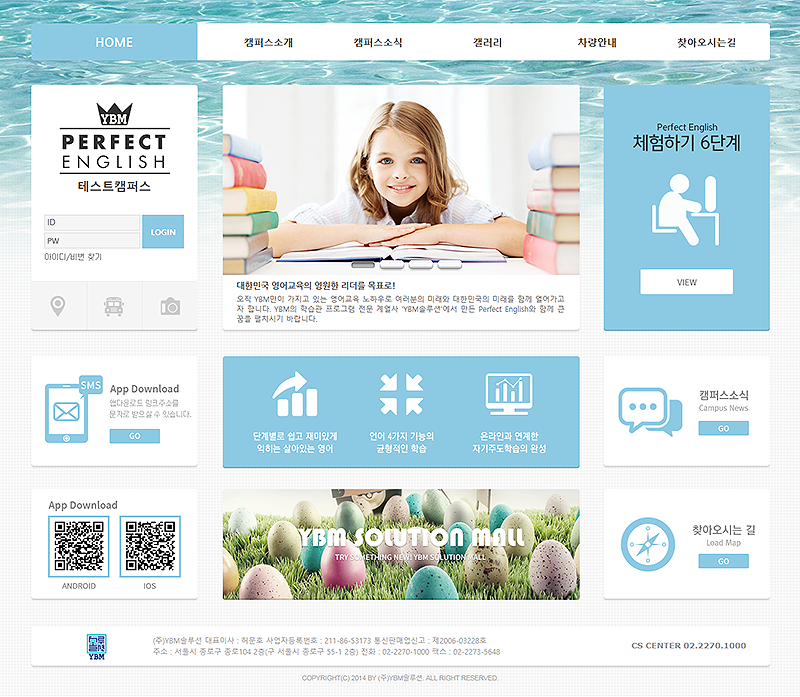 HOME
캠퍼스소개
캠퍼스소식
갤러리
차량안내
찾아오시는길
YBM
PERFECT
ENGLISH
테스트캠퍼스
ID
PW
LOGIN
아이디/비번 찾기
대한민국 영어교육의 영원한 리더를 목표로!
오직 YBM만이 가지고 있는 영어교육 노하우로 여러분의 미래와 대한민국의 미래를 함께 열어가고
자 합니다. YBM의 학습관 프로그램 전문 계열사 'YBM솔루션'에서 만든 Perfect English와 함께 큰
꿈을 펼치시기 바랍니다.
Perfect English
체험하기 6단계
VIEW
SMS
App Download
앱다운로드 링크주소를
문자로 받으실 수 있습니다.
GO
단계별로 쉽고 재미있게
익히는 살아있는 영어
언어 4가지 기능의
균형적인 학습
온라인과 연계한
자기주도학습의 완성
캠퍼스소식
Campus News
GO
App Download
ANDROID
IOS
YBM SOLUTION MALL
TRY SOMETHING NEW! YBM SOLUTION MALL
찾아오시는 길
Load Map
GO
YBM
(주)YBM솔루션 대표이사 : 허문호 사업자등록번호 : 211-86-53173 통신판매업신고 : 제2006-03228호
주소 : 서울시 종로구 종로104 2층(구 서울시 종로구 55-1 2층) 전화 : 02-2270-1000 팩스 : 02-2273-5648
CS CENTER 02.2270.1000
COPYRIGHT(C) 2014 BY (주)YBM솔루션. ALL RIGHT RESERVED.